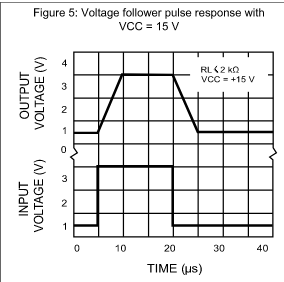 Figure 5: Voltage follower pulse response with
VCC = 15 V
OUTPUT
VOLTAGE (V)
4
3
2
1
0
RL ≤ 2 kΩ
VCC = +15 V
INPUT
VOLTAGE (V)
3
2
1
0 10 20 30 40
TIME (μs)